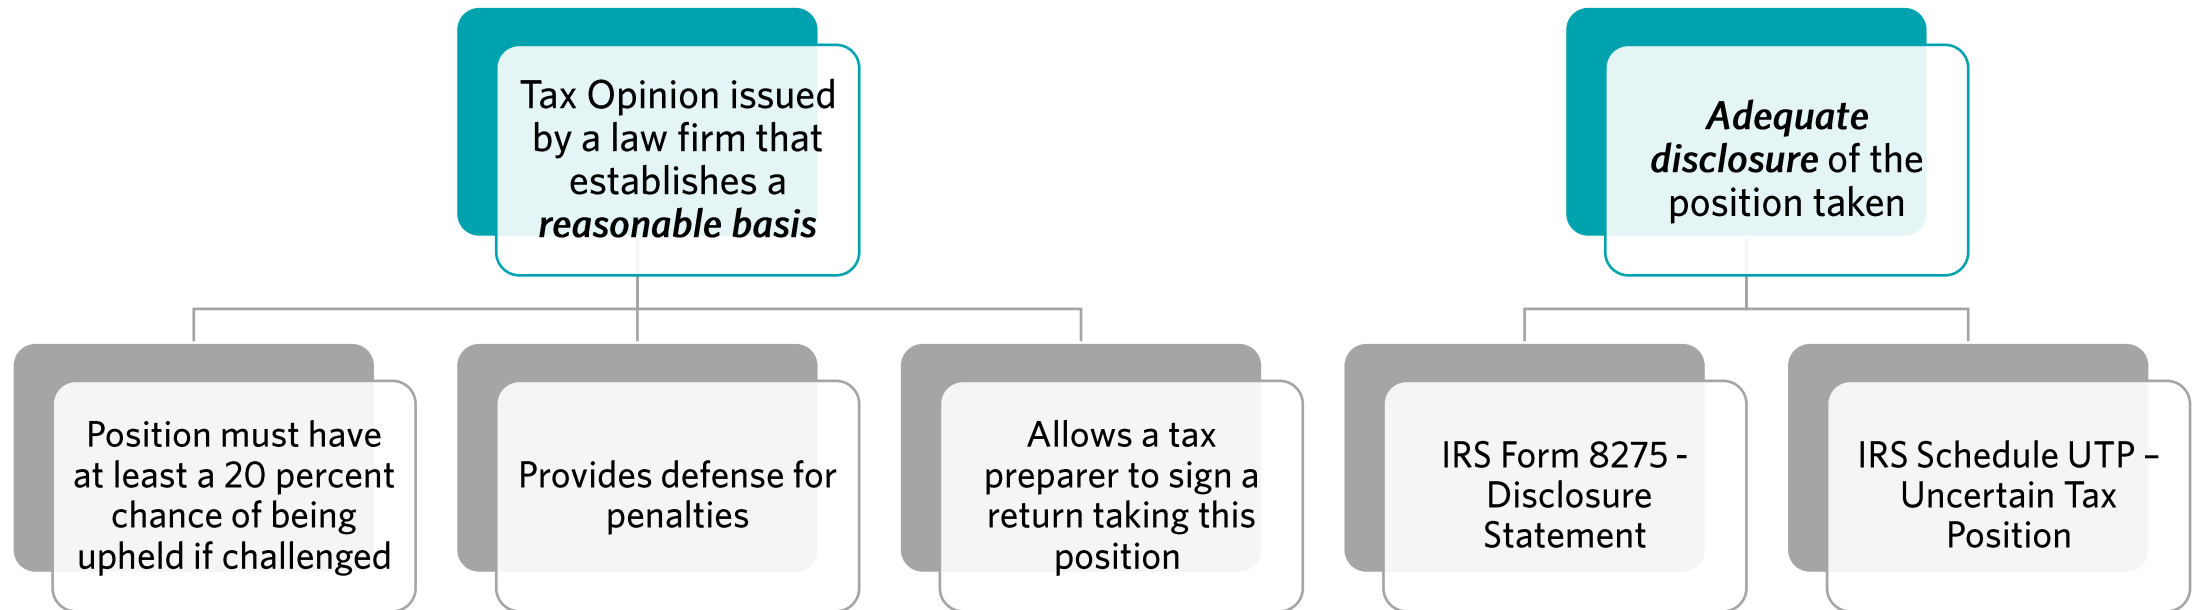 Tax Opinion issued
by a law firm that
establishes a
reasonable basis
Adequate
disclosure of the
position taken
Position must have
at least a 20 percent
chance of being
upheld if challenged
Provides defense for
penalties
Allows a tax
preparer to sign a
return taking this
position
IRS Form 8275 -
Disclosure
Statement
IRS Schedule UTP –
Uncertain Tax
Position